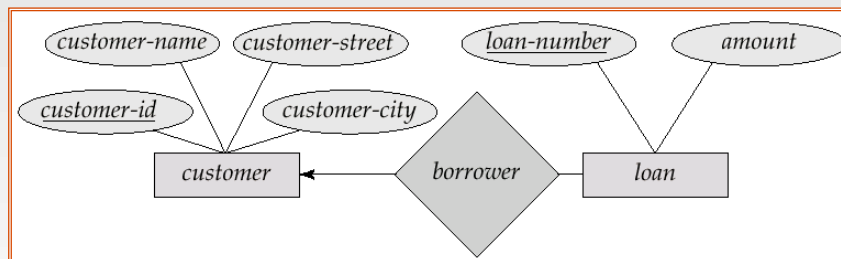 customer-name
customer-street
loan-number
amount
customer-id
customer-city
customer
borrower
loan